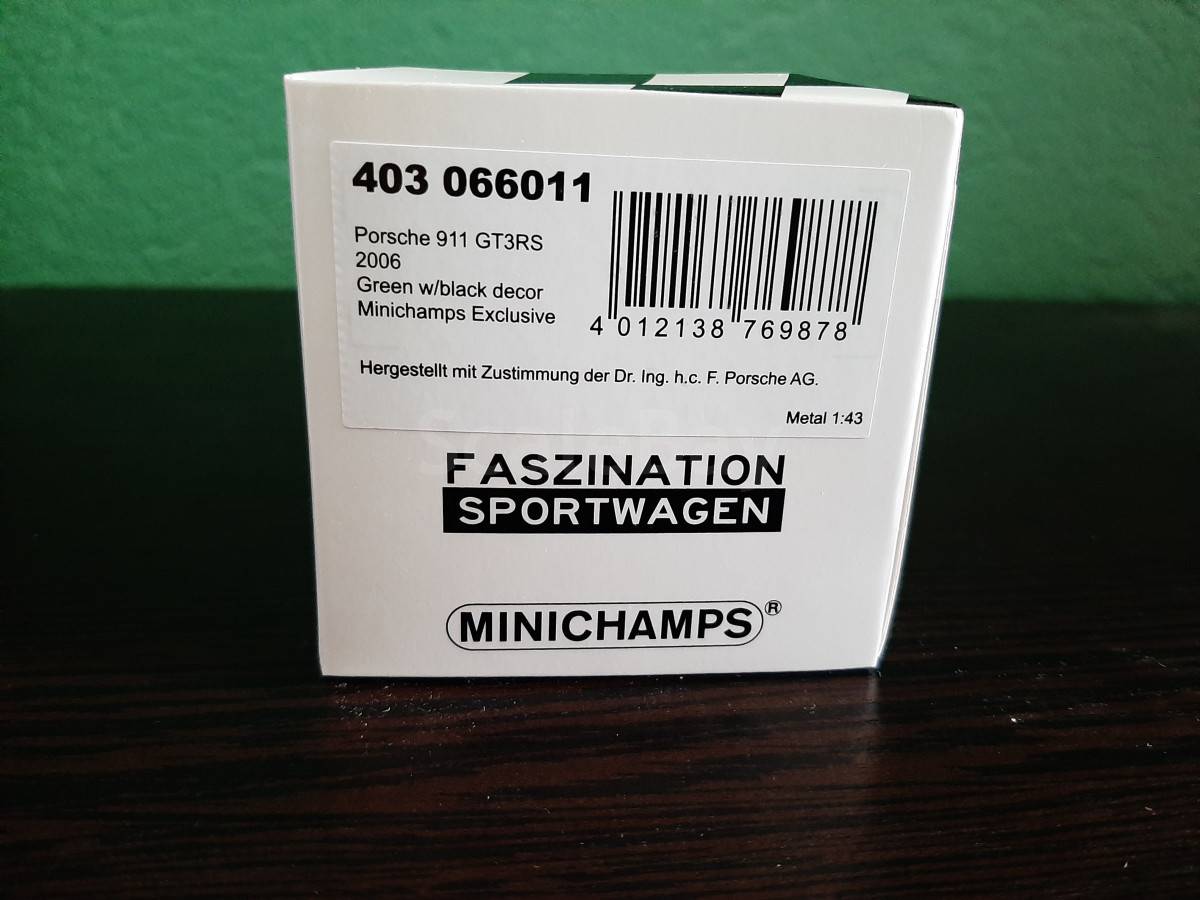 403 066011
Porsche 911 GT3RS
2006
Green w/black decor
Minichamps Exclusive
4 012138 769878
Hergestellt mit Zustimmung der Dr. Ing. h.c. F. Porsche AG.
Metal 1:43
FASZINATION
SPORTWAGEN
MINICHAMPS®